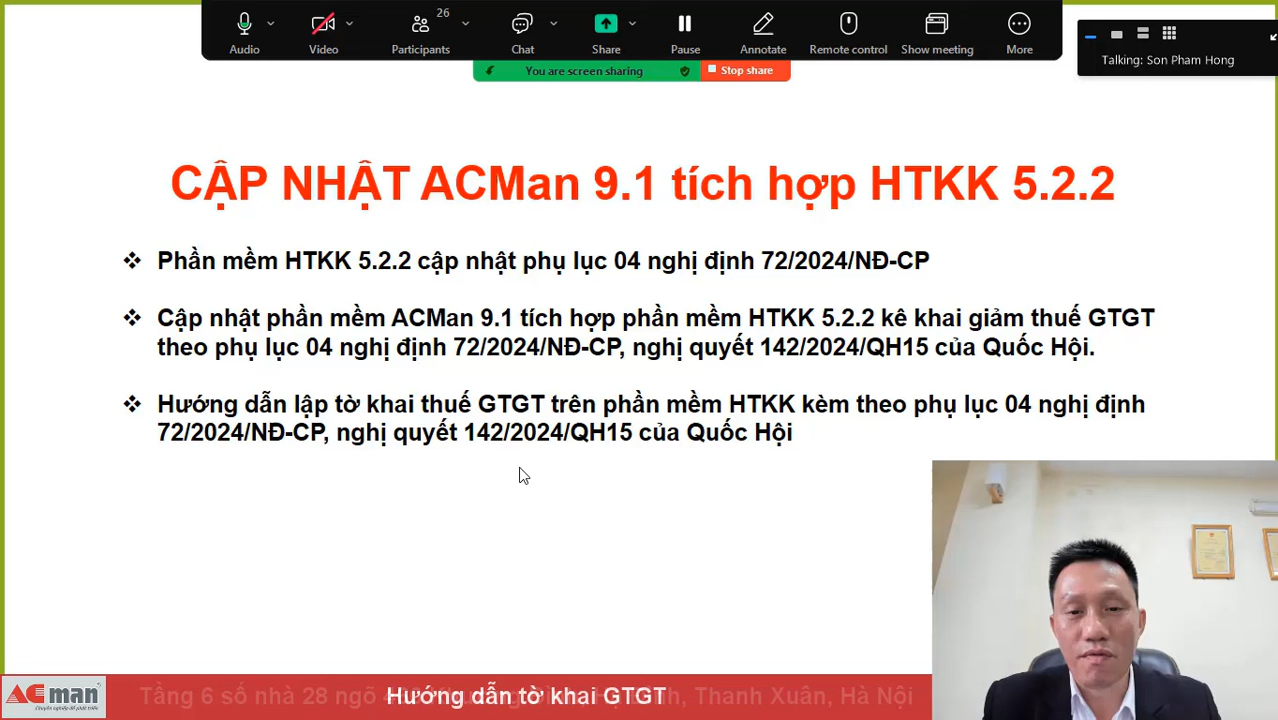 26
Audio Video Participants Chat Share Pause Annotate Remote control Show meeting More
Talking: Son Pham Hong
You are screen sharing Stop share
CẬP NHẬT ACMan 9.1 tích hợp HTKK 5.2.2
❖ Phần mềm HTKK 5.2.2 cập nhật phụ lục 04 nghị định 72/2024/NĐ-CP
❖ Cập nhật phần mềm ACMan 9.1 tích hợp phần mềm HTKK 5.2.2 kê khai giảm thuế GTGT
theo phụ lục 04 nghị định 72/2024/NĐ-CP, nghị quyết 142/2024/QH15 của Quốc Hội.
❖ Hướng dẫn lập tờ khai thuế GTGT trên phần mềm HTKK kèm theo phụ lục 04 nghị định
72/2024/NĐ-CP, nghị quyết 142/2024/QH15 của Quốc Hội
ACman
Chuyên nghiệp để phát triển
Tầng 6 số nhà 28 ngõ Thanh Xuân, Hà Nội
Hướng dẫn tờ khai GTGT